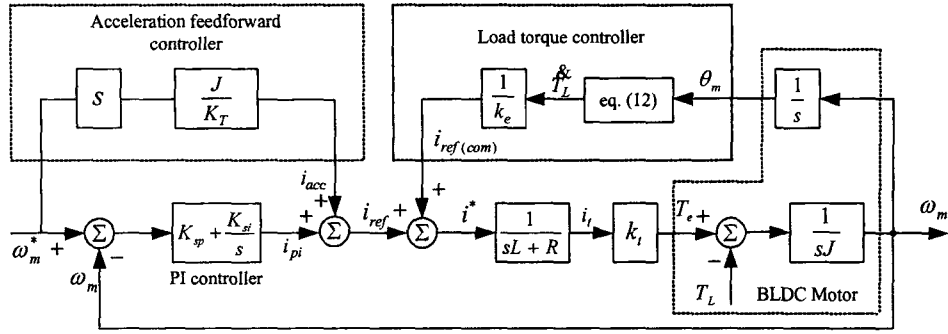 Acceleration feedforward
controller
S
J
K_T
Load torque controller
1
k_e
&
T_L
eq. (12)
θ_m
1
s
i_ref(com)
i_acc
ω_m^*
+
Σ
−
ω_m
K_sp + K_si
s
PI controller
i_pi
+
+
Σ
i_ref
+
+
Σ
i^*
1
sL + R
i_t
k_t
T_e
+
Σ
−
T_L
1
sJ
BLDC Motor
ω_m